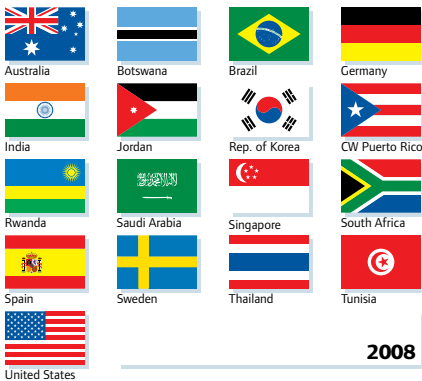 Australia
Botswana
Brazil
Germany
India
Jordan
Rep. of Korea
CW Puerto Rico
Rwanda
Saudi Arabia
Singapore
South Africa
Spain
Sweden
Thailand
Tunisia
2008
United States